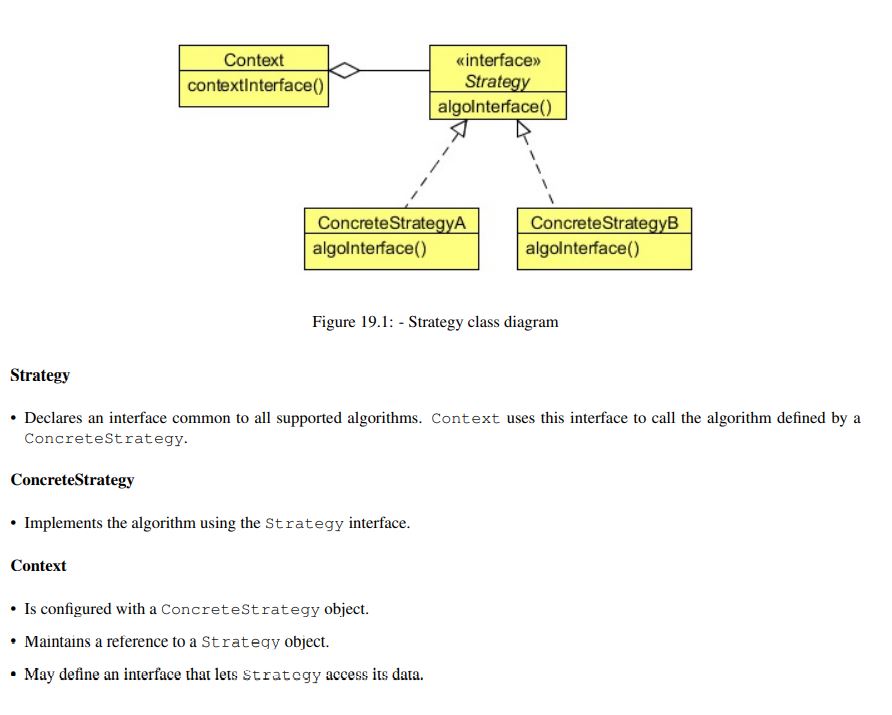 Context
contextInterface()
«interface»
Strategy
algoInterface()
ConcreteStrategyA
algoInterface()
ConcreteStrategyB
algoInterface()
Figure 19.1: - Strategy class diagram
Strategy
• Declares an interface common to all supported algorithms. Context uses this interface to call the algorithm defined by a
ConcreteStrategy.
ConcreteStrategy
• Implements the algorithm using the Strategy interface.
Context
• Is configured with a ConcreteStrategy object.
• Maintains a reference to a Strategy object.
• May define an interface that lets Strategy access its data.